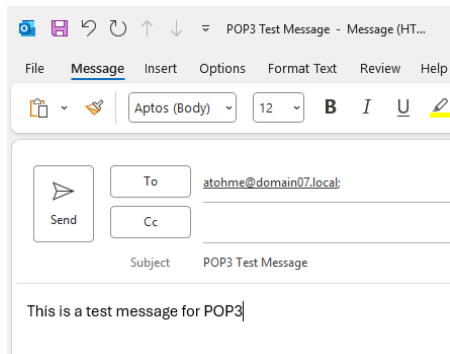 POP3 Test Message - Message (HT...
File Message Insert Options Format Text Review Help
Aptos (Body) 12 B I U
To atohme@domain07.local;
Send Cc
Subject POP3 Test Message
This is a test message for POP3